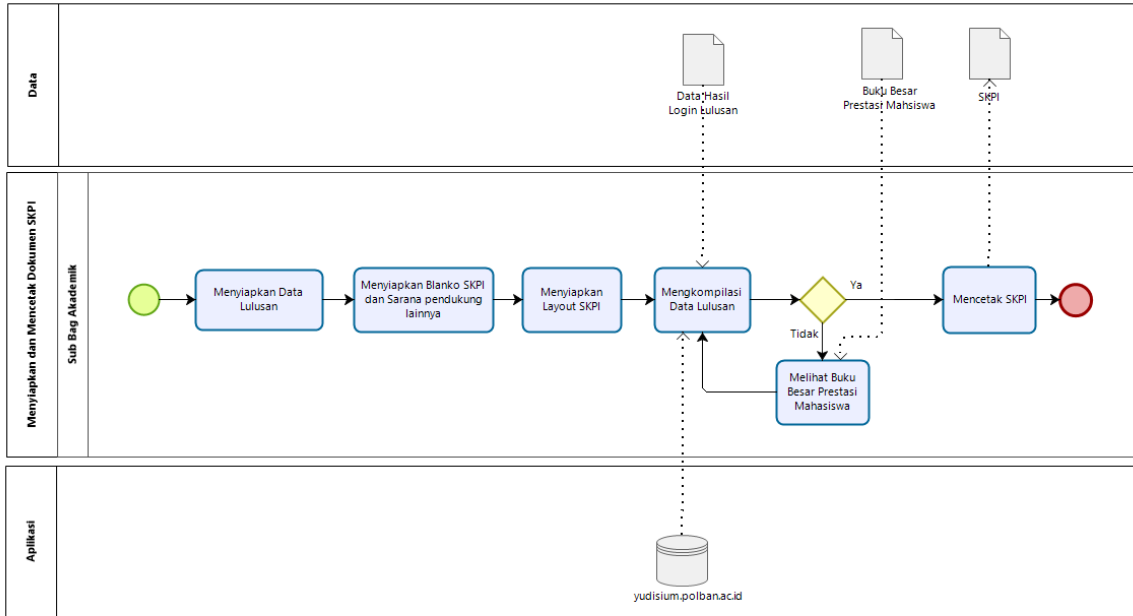 Data
Data Hasil
Login Lulusan
Buku Besar
Prestasi Mahsiswa
SKPI
Menyiapkan dan Mencetak Dokumen SKPI
Sub Bag Akademik
Menyiapkan Data
Lulusan
Menyiapkan Blanko SKPI
dan Sarana pendukung
lainnya
Menyiapkan
Layout SKPI
Mengkompilasi
Data Lulusan
Ya
Tidak
Mencetak SKPI
Melihat Buku
Besar Prestasi
Mahasiswa
Aplikasi
yudisium.polban.ac.id